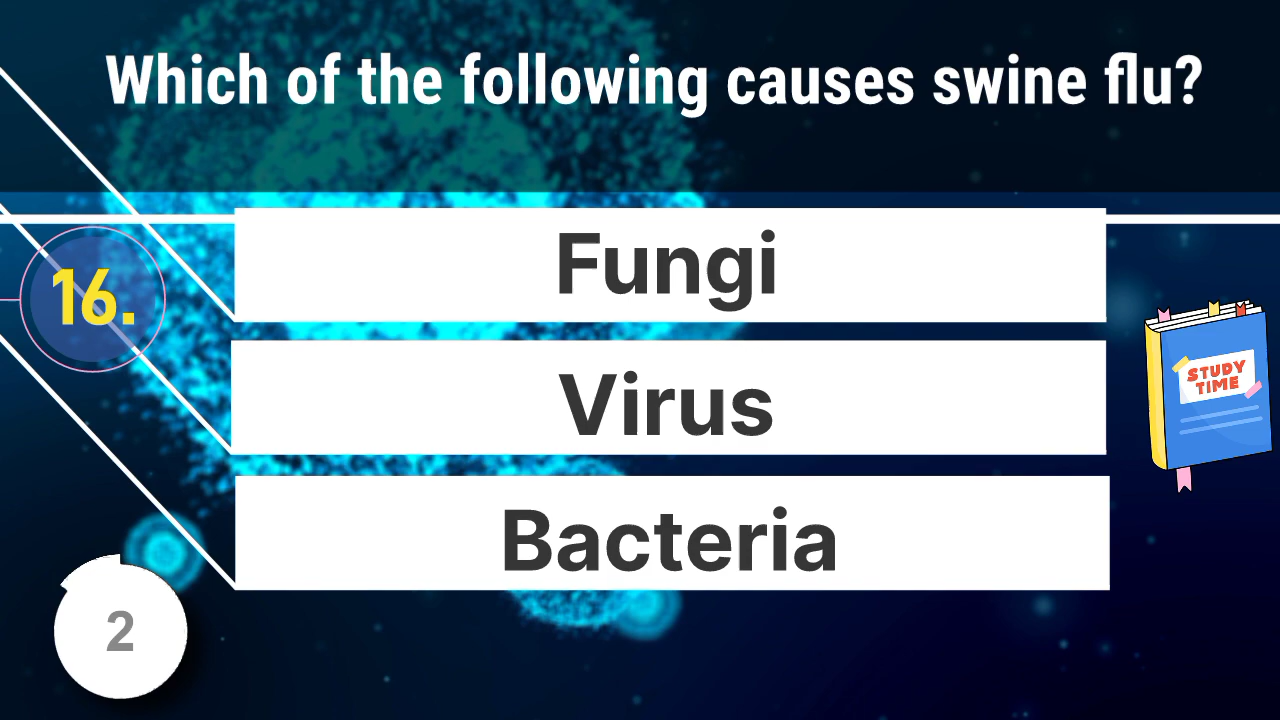 Which of the following causes swine flu?
16.
Fungi
Virus
Bacteria
STUDY
TIME
2